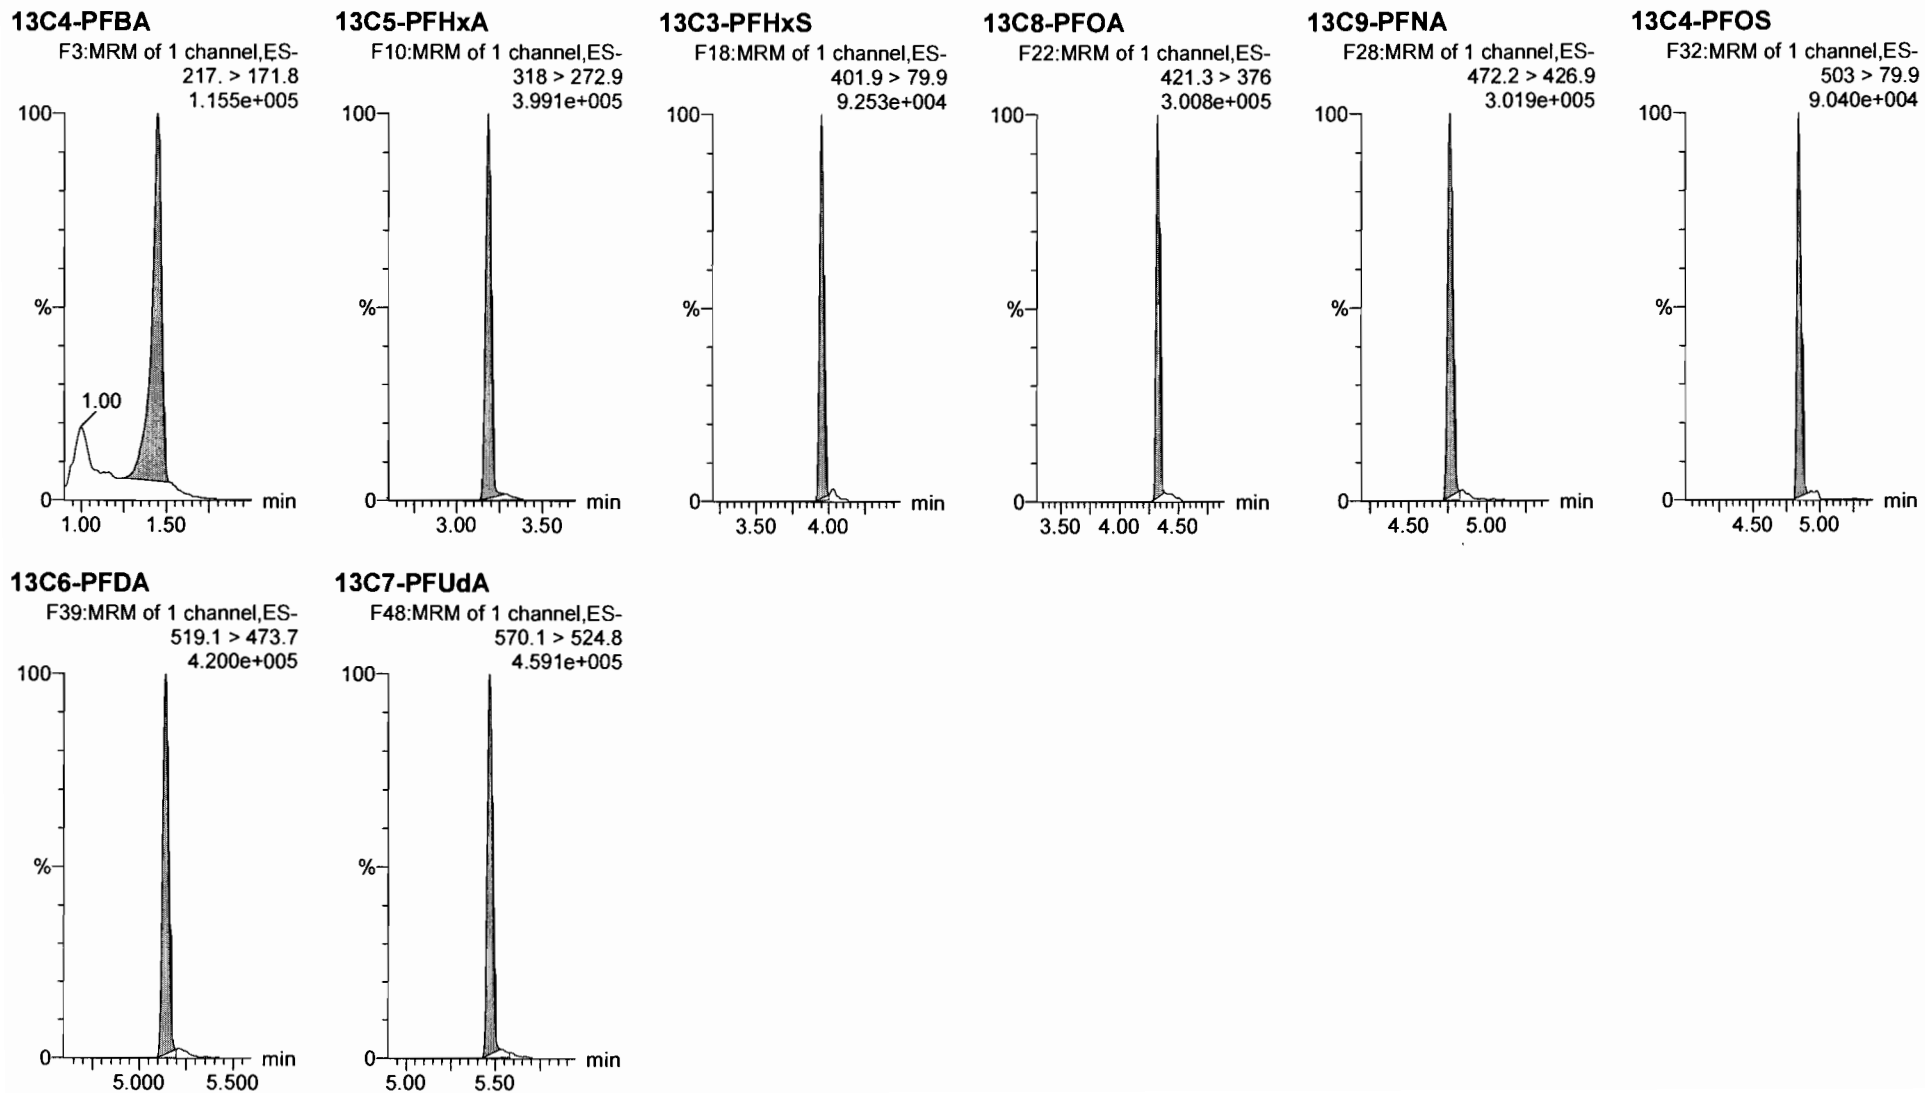 13C4-PFBA
F3:MRM of 1 channel,ES-
217. > 171.8
1.155e+005
100
%
1.00
0
min
1.00 1.50
13C5-PFHxA
F10:MRM of 1 channel,ES-
318 > 272.9
3.991e+005
100
%
0
min
3.00 3.50
13C3-PFHxS
F18:MRM of 1 channel,ES-
401.9 > 79.9
9.253e+004
100
%
0
min
3.50 4.00
13C8-PFOA
F22:MRM of 1 channel,ES-
421.3 > 376
3.008e+005
100
%
0
min
3.50 4.00 4.50
13C9-PFNA
F28:MRM of 1 channel,ES-
472.2 > 426.9
3.019e+005
100
%
0
min
4.50 5.00
13C4-PFOS
F32:MRM of 1 channel,ES-
503 > 79.9
9.040e+004
100
%
0
min
4.50 5.00
13C6-PFDA
F39:MRM of 1 channel,ES-
519.1 > 473.7
4.200e+005
100
%
0
min
5.000 5.500
13C7-PFUdA
F48:MRM of 1 channel,ES-
570.1 > 524.8
4.591e+005
100
%
0
min
5.00 5.50